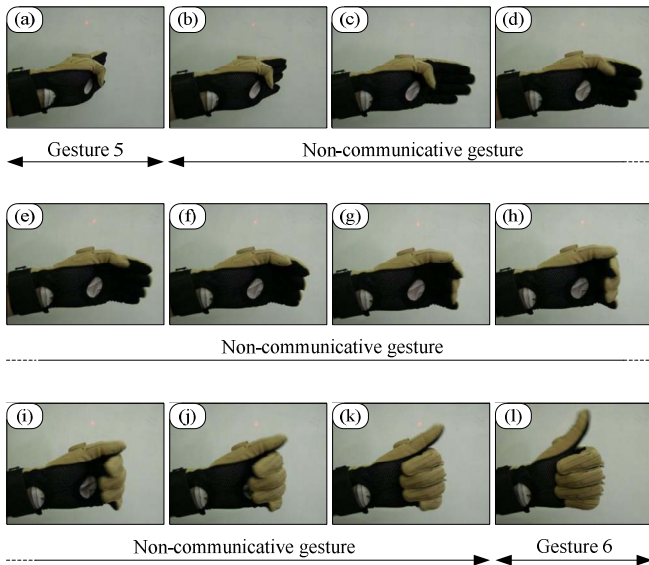 (a) (b) (c) (d)
Gesture 5 Non-communicative gesture
(e) (f) (g) (h)
Non-communicative gesture
(i) (j) (k) (l)
Non-communicative gesture Gesture 6